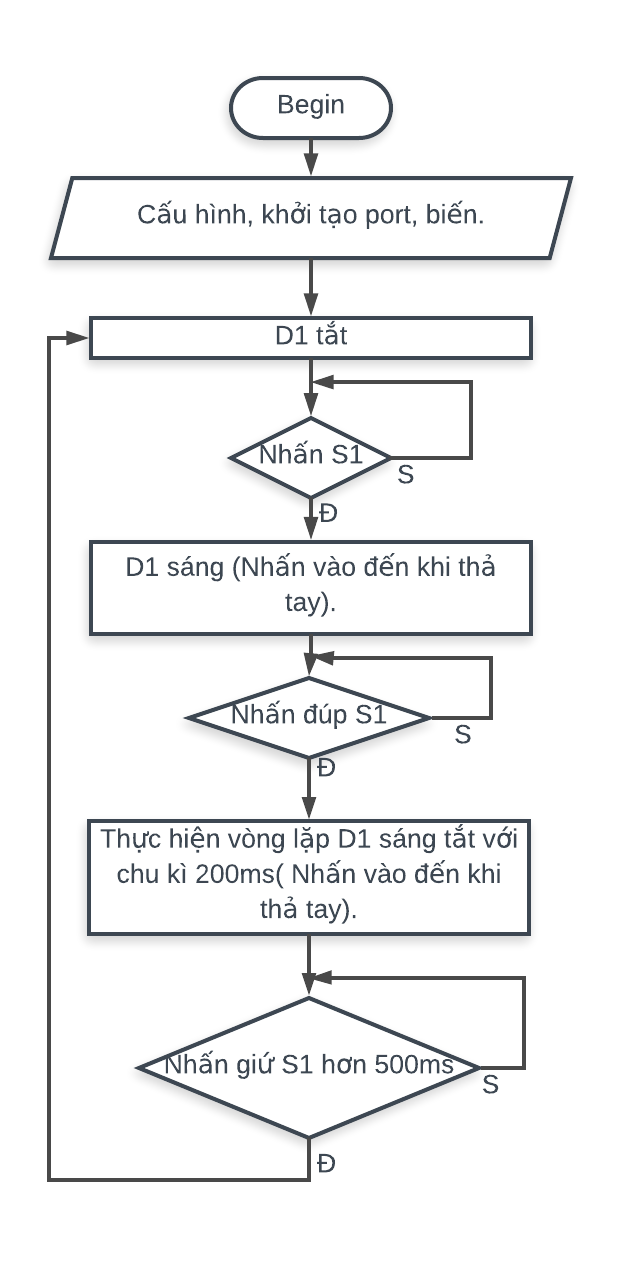 Begin
Cấu hình, khởi tạo port, biến.
D1 tắt
Nhấn S1
S
Đ
D1 sáng (Nhấn vào đến khi thả
tay).
Nhấn đúp S1
S
Đ
Thực hiện vòng lặp D1 sáng tắt với
chu kì 200ms( Nhấn vào đến khi
thả tay).
Nhấn giứ S1 hơn 500ms
S
Đ